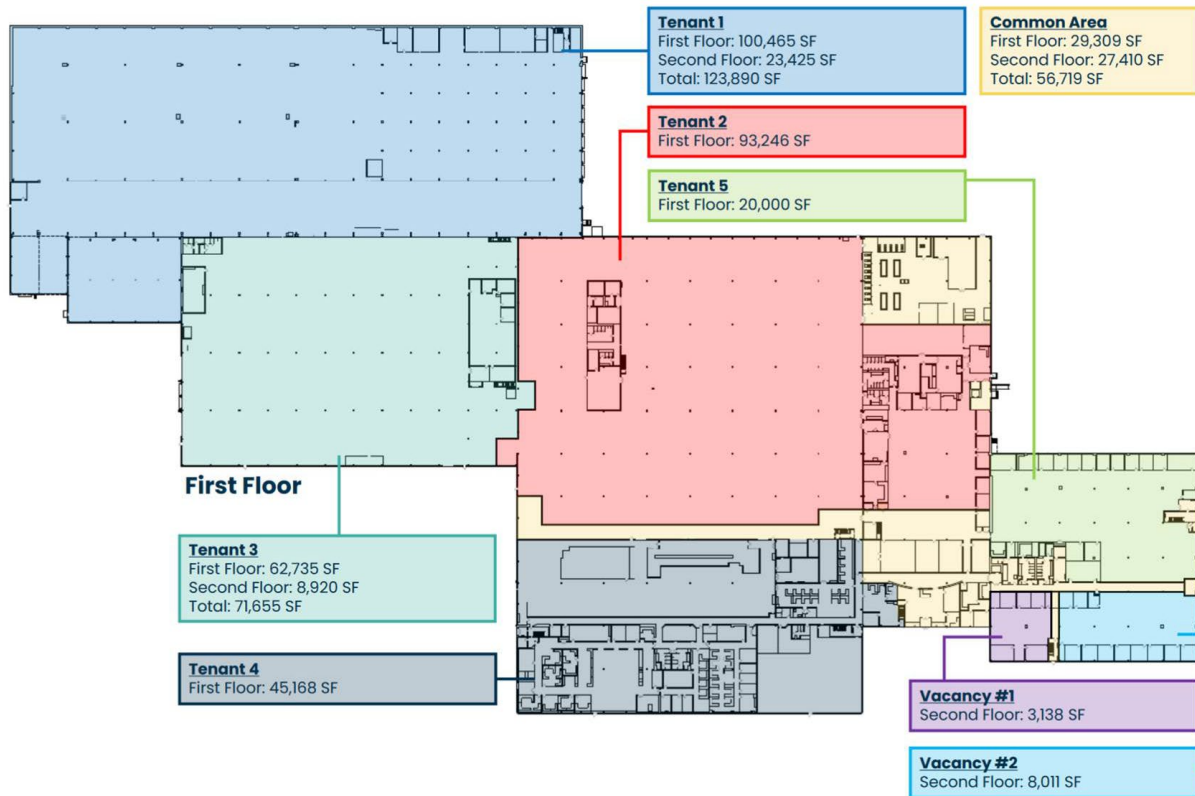 Tenant 1
First Floor: 100,465 SF
Second Floor: 23,425 SF
Total: 123,890 SF
Common Area
First Floor: 29,309 SF
Second Floor: 27,410 SF
Total: 56,719 SF
Tenant 2
First Floor: 93,246 SF
Tenant 5
First Floor: 20,000 SF
First Floor
Tenant 3
First Floor: 62,735 SF
Second Floor: 8,920 SF
Total: 71,655 SF
Tenant 4
First Floor: 45,168 SF
Vacancy #1
Second Floor: 3,138 SF
Vacancy #2
Second Floor: 8,011 SF